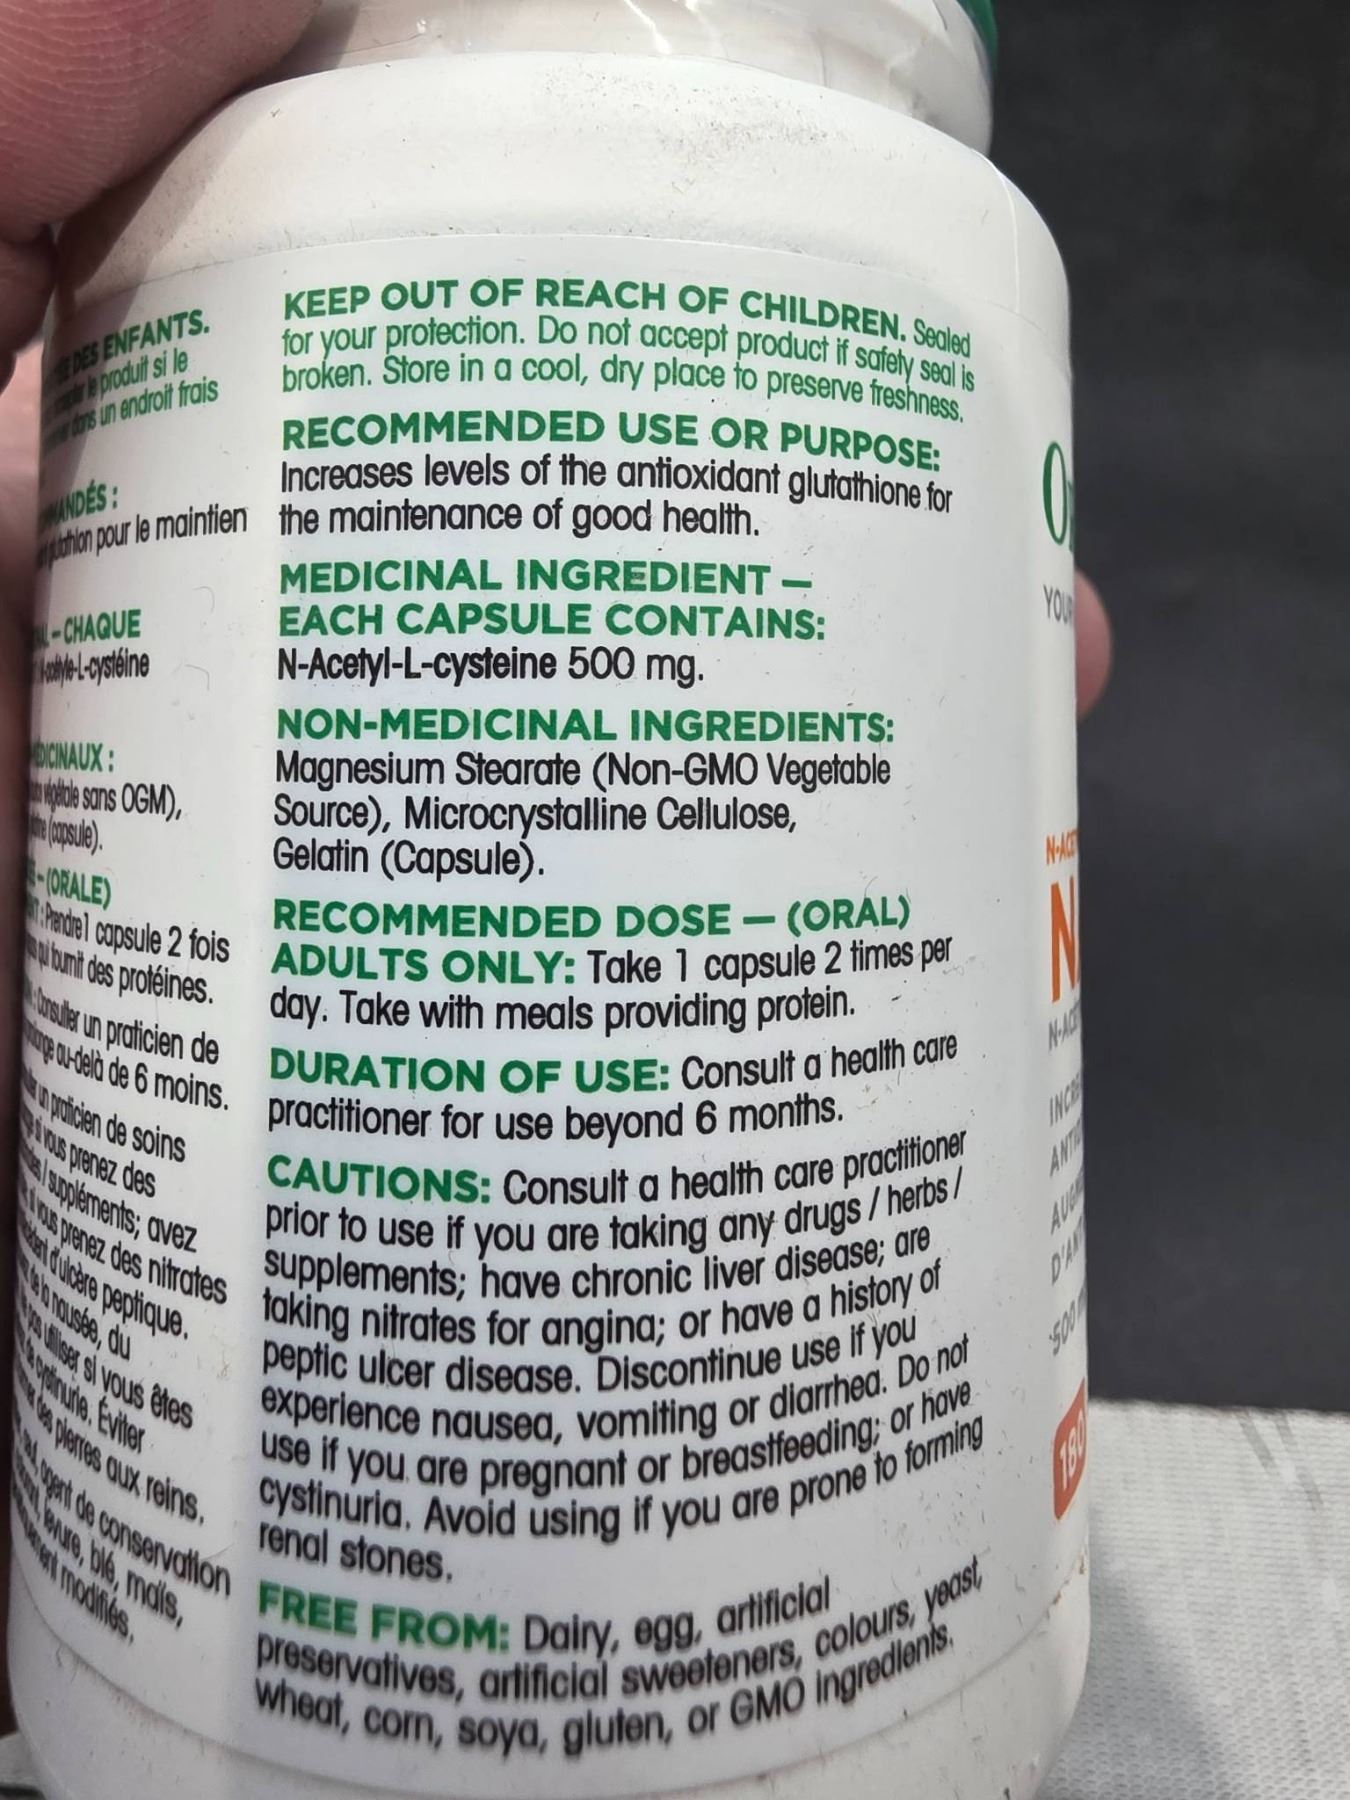 DES ENFANTS.
le produit si le
dans un endroit frais
pour le maintien
- CHAQUE
végétale sans OGM),
(capsule).
- (ORALE)
: Prendre 1 capsule 2 fois
qui fournit des protéines.
: Consulter un praticien de
au-delà de 6 moins.
un praticien de soins
si vous prenez des
/ suppléments; avez
vous prenez des nitrates
d'ulcère peptique.
de la nausée, du
pas utiliser si vous êtes
de cystinurie. Éviter
des pierres aux reins.
agent de conservation
levure, blé, maïs,
modifiés.
KEEP OUT OF REACH OF CHILDREN. Sealed
for your protection. Do not accept product if safety seal is
broken. Store in a cool, dry place to preserve freshness.
RECOMMENDED USE OR PURPOSE:
Increases levels of the antioxidant glutathione for
the maintenance of good health.
MEDICINAL INGREDIENT –
EACH CAPSULE CONTAINS:
N-Acetyl-L-cysteine 500 mg.
NON-MEDICINAL INGREDIENTS:
Magnesium Stearate (Non-GMO Vegetable
Source), Microcrystalline Cellulose,
Gelatin (Capsule).
RECOMMENDED DOSE – (ORAL)
ADULTS ONLY: Take 1 capsule 2 times per
day. Take with meals providing protein.
DURATION OF USE: Consult a health care
practitioner for use beyond 6 months.
CAUTIONS: Consult a health care practitioner
prior to use if you are taking any drugs / herbs /
supplements; have chronic liver disease; are
taking nitrates for angina; or have a history of
peptic ulcer disease. Discontinue use if you
experience nausea, vomiting or diarrhea. Do not
use if you are pregnant or breastfeeding; or have
cystinuria. Avoid using if you are prone to forming
renal stones.
FREE FROM: Dairy, egg, artificial
preservatives, artificial sweeteners, colours, yeast,
wheat, corn, soya, gluten, or GMO ingredients.
180